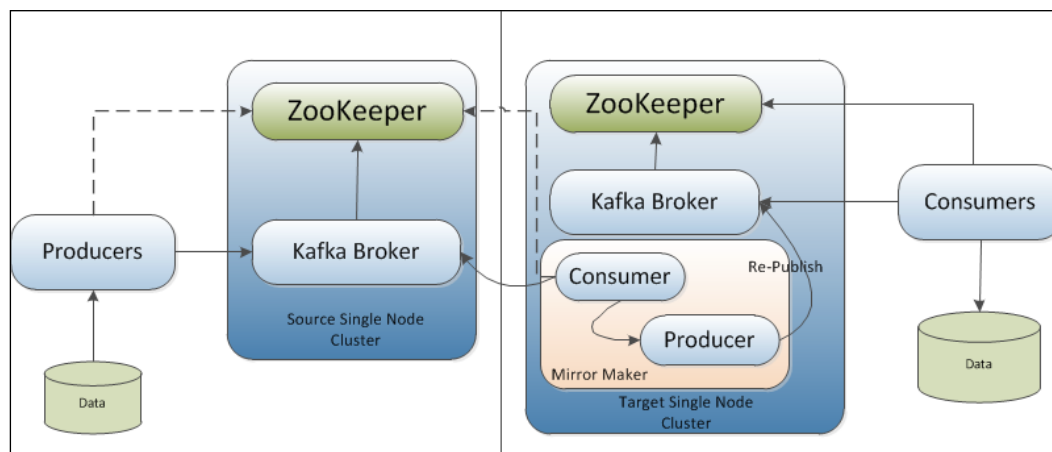 ZooKeeper
Producers
Kafka Broker
Source Single Node
Cluster
Data
ZooKeeper
Kafka Broker
Consumers
Re-Publish
Consumer
Producer
Mirror Maker
Target Single Node
Cluster
Data